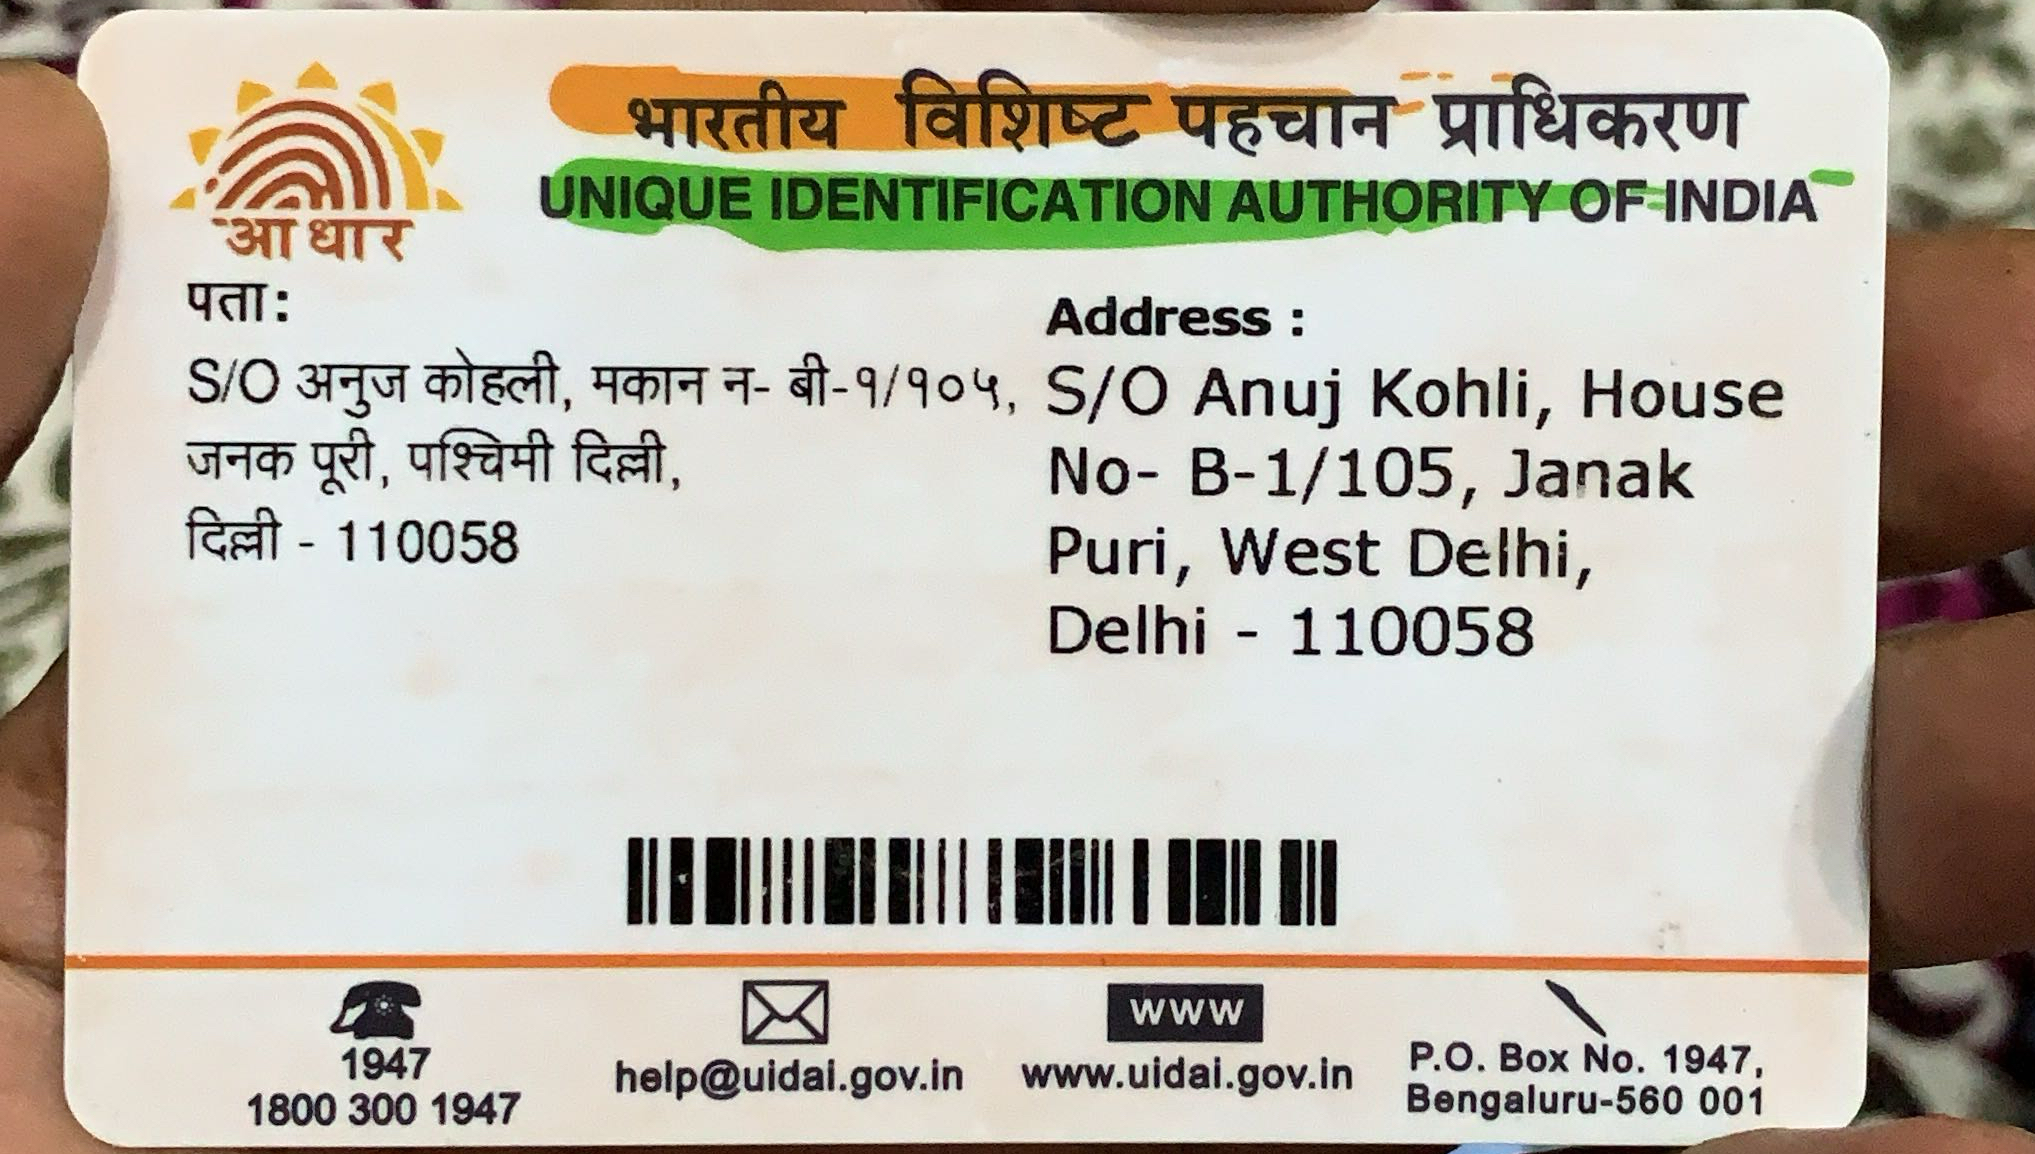 भारतीय विशिष्ट पहचान प्राधिकरण
UNIQUE IDENTIFICATION AUTHORITY OF INDIA
आधार
पता:
S/O अनुज कोहली, मकान न- बी-१/१०५,
जनक पूरी, पश्चिमी दिल्ली,
दिल्ली - 110058
Address :
S/O Anuj Kohli, House
No- B-1/105, Janak
Puri, West Delhi,
Delhi - 110058
1947
1800 300 1947
help@uidai.gov.in
www
www.uidai.gov.in
P.O. Box No. 1947,
Bengaluru-560 001